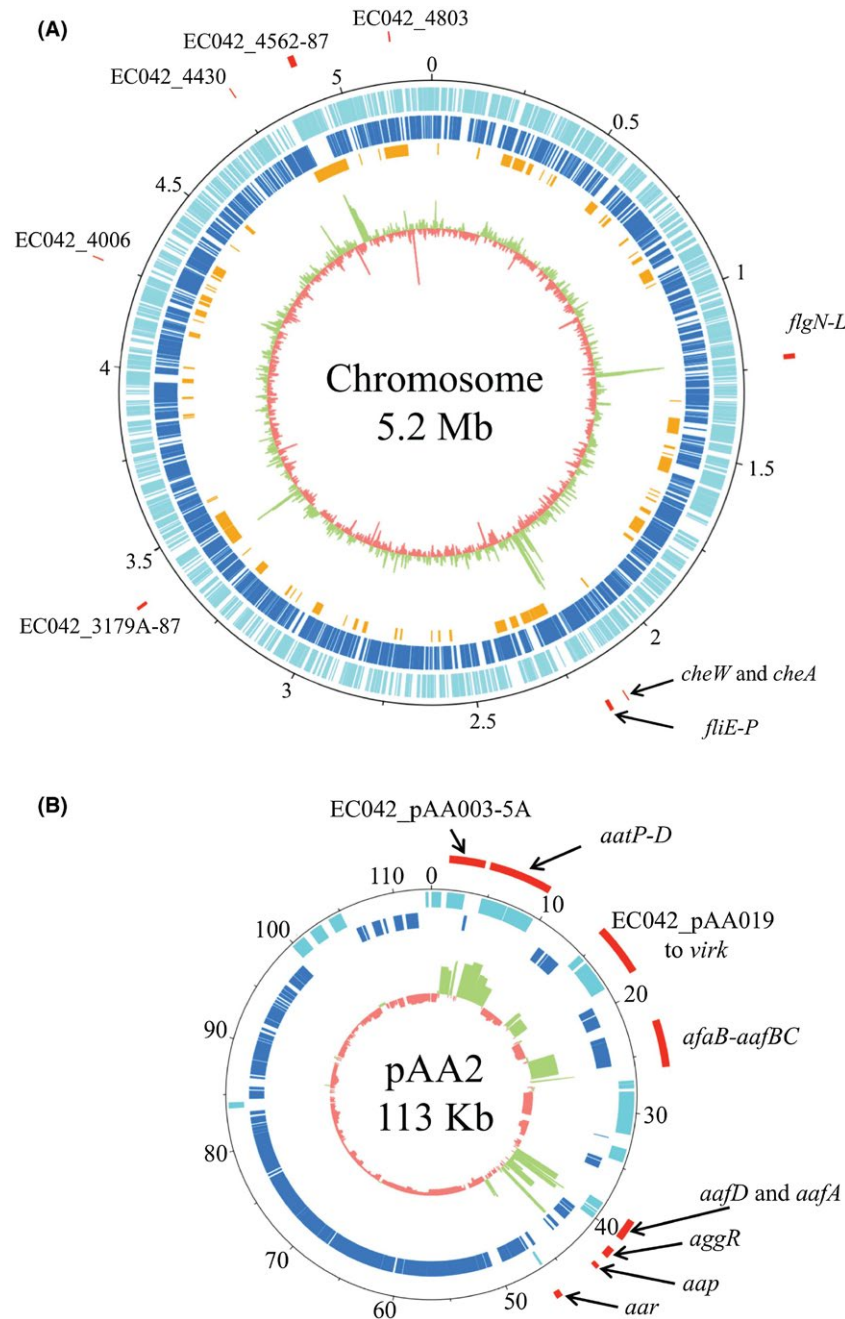 (A)
EC042_4803
EC042_4562-87
EC042_4430
EC042_4006
EC042_3179A-87
flgN-L
cheW and cheA
fliE-P
0
0.5
1
1.5
2
2.5
3
3.5
4
4.5
5
Chromosome
5.2 Mb
(B)
EC042_pAA003-5A
aatP-D
EC042_pAA019
to virk
afaB-aafBC
aafD and aafA
aggR
aap
aar
0
10
20
30
40
50
60
70
80
90
100
110
pAA2
113 Kb